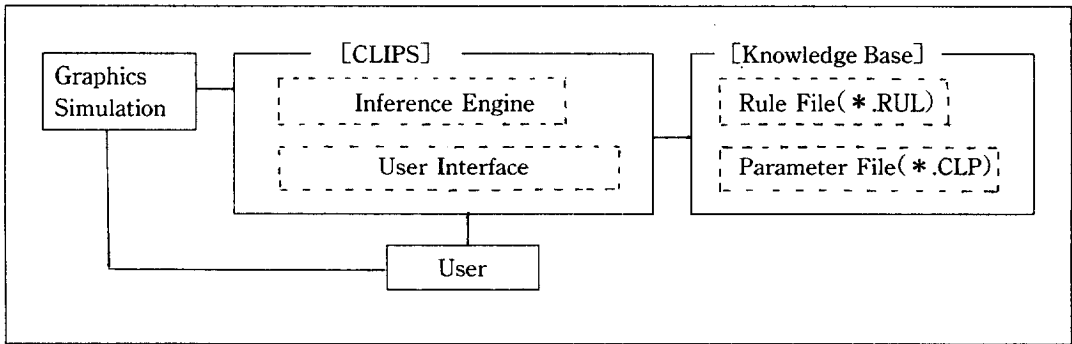 [CLIPS]
[Knowledge Base]
Graphics
Simulation
Inference Engine
User Interface
Rule File(*.RUL)
Parameter File(*.CLP)
User